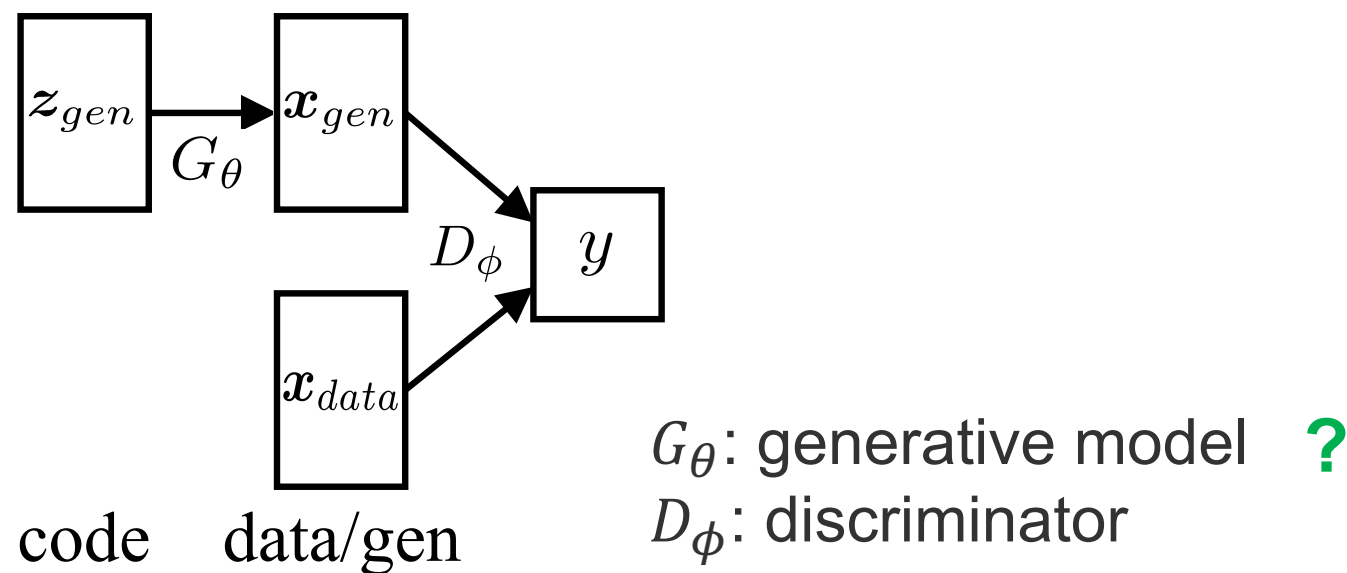 z_gen
G_θ
x_gen
D_ϕ
y
x_data
code data/gen
G_θ: generative model ?
D_ϕ: discriminator